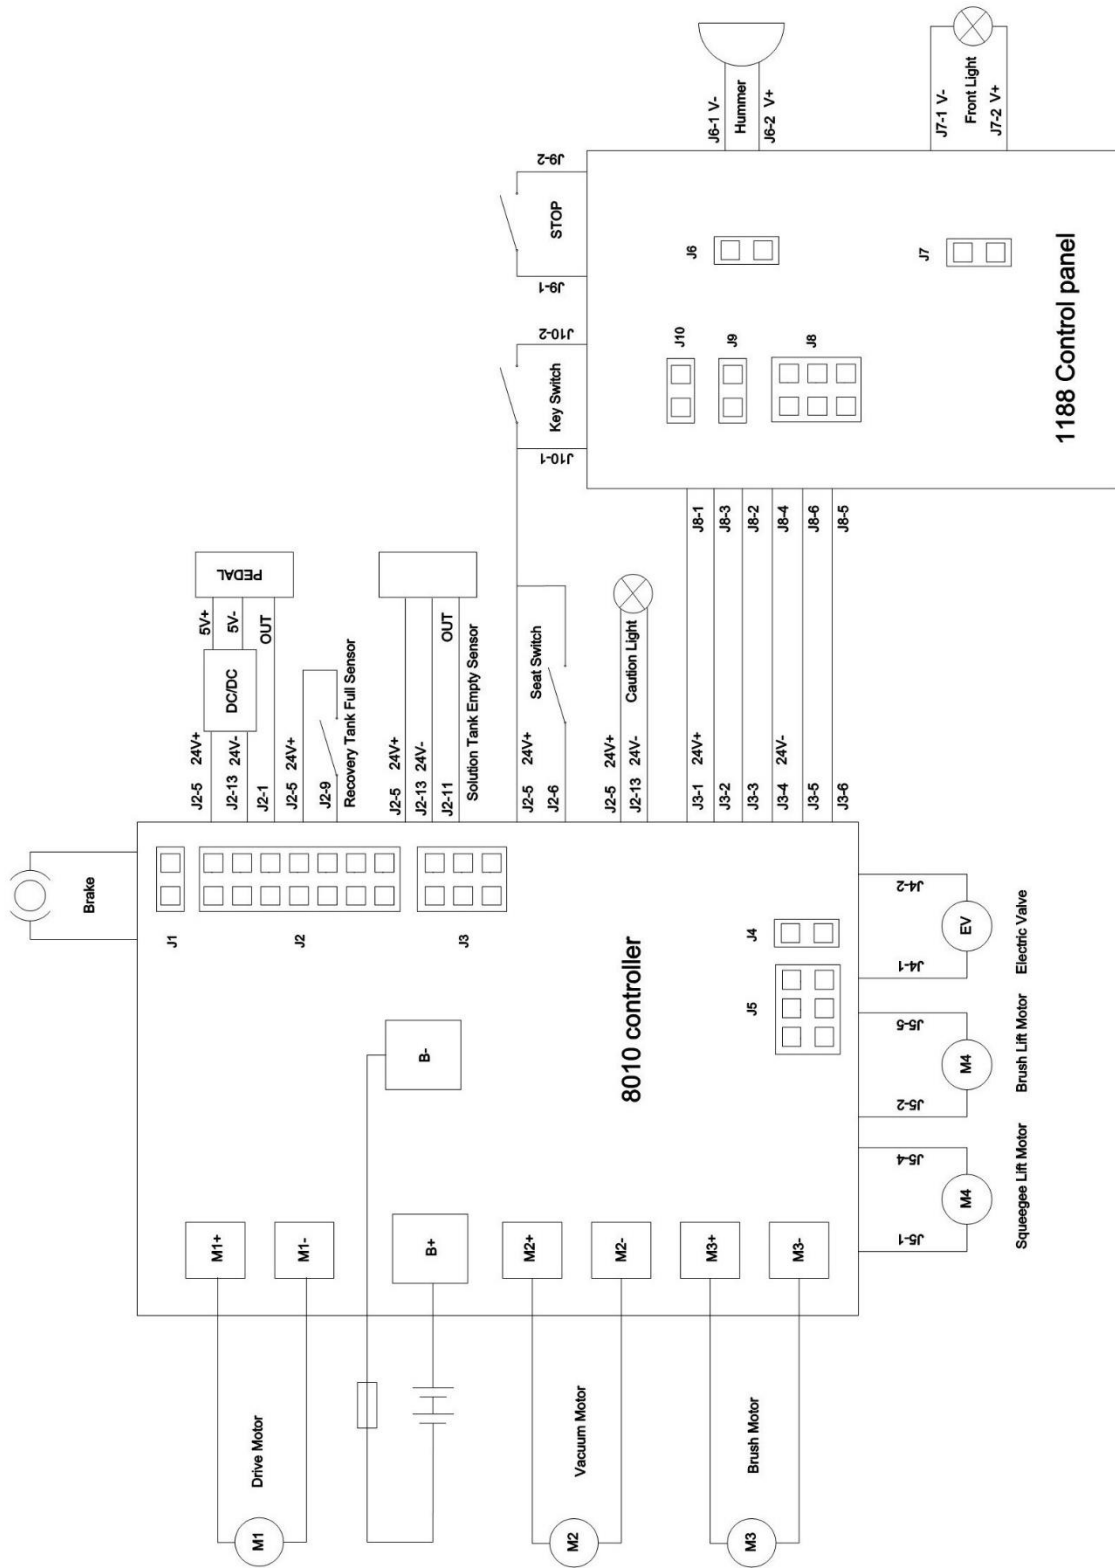 J6-1 V-
Hummer
J6-2 V+
J7-1 V-
Front Light
J7-2 V+
J9-2
STOP
J9-1
J10-2
Key Switch
J10-1
J6
J7
J10
J9
J8
1188 Control panel
J8-1
J8-3
J8-2
J8-4
J8-6
J8-5
PEDAL
5V+
5V-
OUT
DC/DC
J2-5 24V+
J2-13 24V-
J2-1
J2-5 24V+
J2-9
Recovery Tank Full Sensor
J2-5 24V+
J2-13 24V-
J2-11
OUT
Solution Tank Empty Sensor
J2-5 24V+
Seat Switch
J2-6
J2-5 24V+
Caution Light
J2-13 24V-
J3-1 24V+
J3-2
J3-3
J3-4 24V-
J3-5
J3-6
Brake
J1
J2
J3
J4
J5
8010 controller
B-
B+
M1+
M1-
M2+
M2-
M3+
M3-
J4-2
EV
J4-1
Electric Valve
J5-5
M4
J5-2
Brush Lift Motor
J5-4
M4
J5-1
Squeegee Lift Motor
Drive Motor
M1
Vacuum Motor
M2
Brush Motor
M3